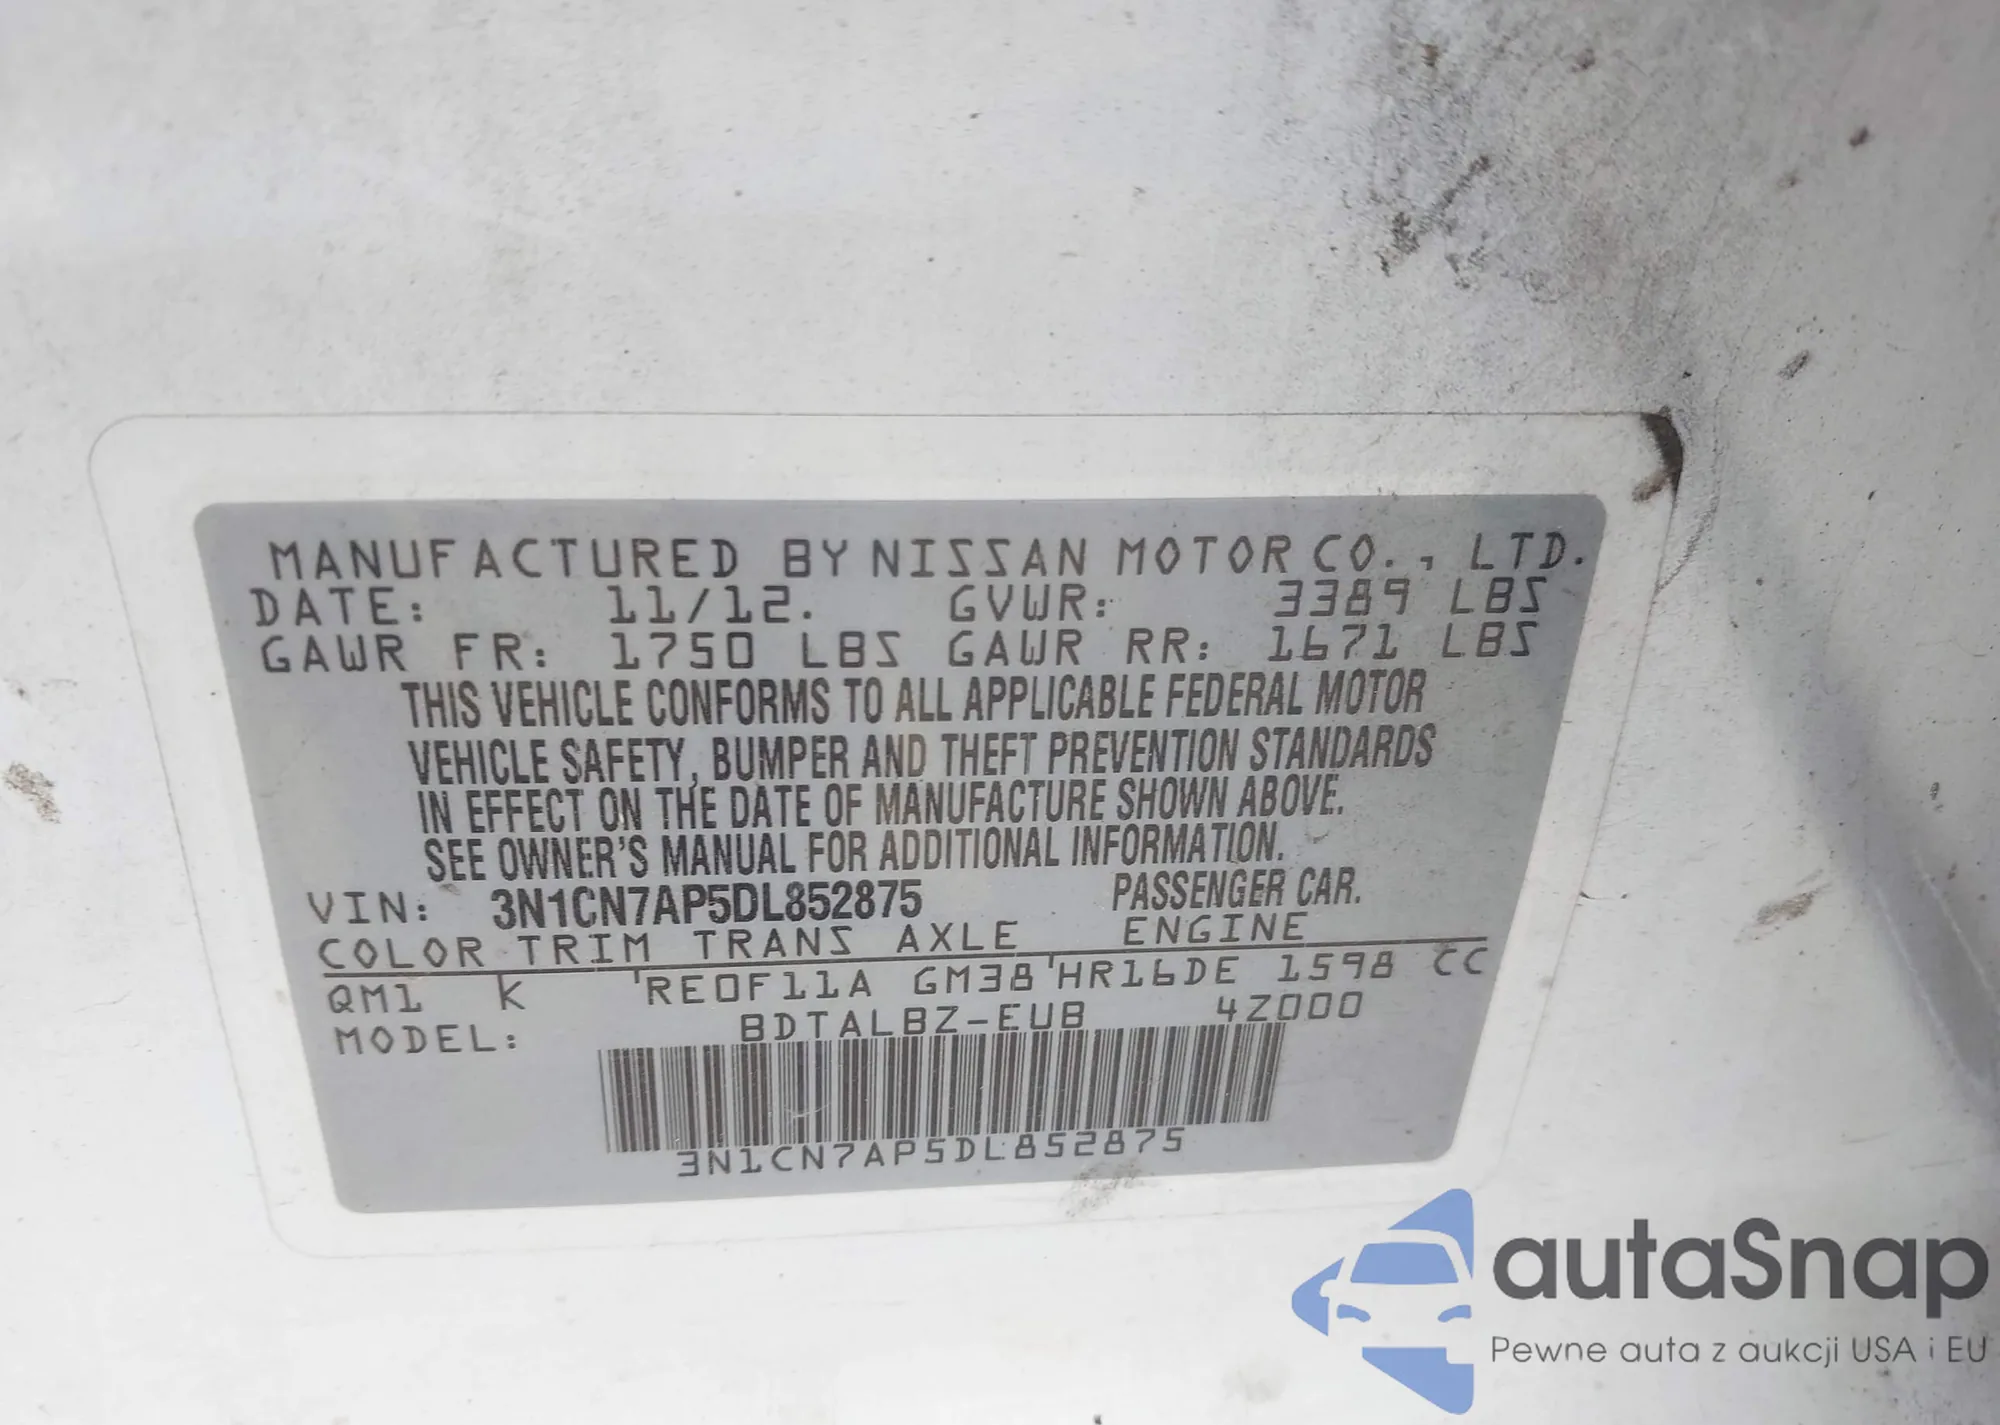 MANUFACTURED BY NISSAN MOTOR CO., LTD.
DATE: 11/12. GVWR: 3389 LBS
GAWR FR: 1750 LBS GAWR RR: 1671 LBS
THIS VEHICLE CONFORMS TO ALL APPLICABLE FEDERAL MOTOR
VEHICLE SAFETY, BUMPER AND THEFT PREVENTION STANDARDS
IN EFFECT ON THE DATE OF MANUFACTURE SHOWN ABOVE.
SEE OWNER'S MANUAL FOR ADDITIONAL INFORMATION.
VIN: 3N1CN7AP5DL852875 PASSENGER CAR.
COLOR TRIM TRANS AXLE ENGINE
QM1 K RE0F11A GM38 HR16DE 1598 CC
MODEL: BDTALBZ-EUB 4Z000
3N1CN7AP5DL852875
autaSnap
Pewne auta z aukcji USA i EU